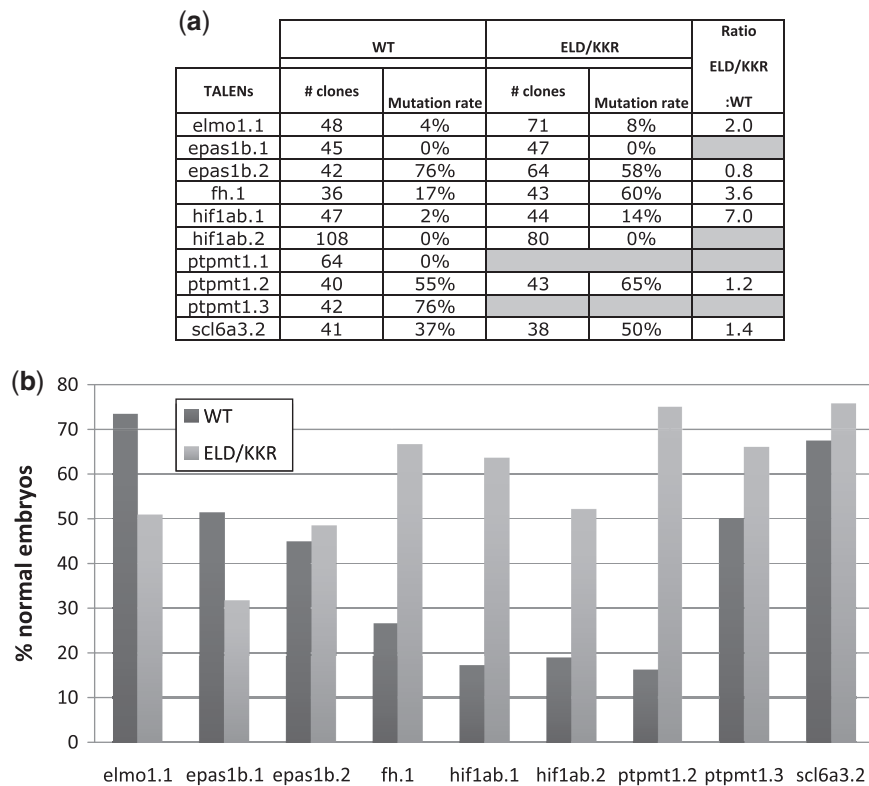 (a)
WT ELD/KKR Ratio ELD/KKR :WT
TALENs # clones Mutation rate # clones Mutation rate
elmo1.1 48 4% 71 8% 2.0
epas1b.1 45 0% 47 0%
epas1b.2 42 76% 64 58% 0.8
fh.1 36 17% 43 60% 3.6
hif1ab.1 47 2% 44 14% 7.0
hif1ab.2 108 0% 80 0%
ptpmt1.1 64 0%
ptpmt1.2 40 55% 43 65% 1.2
ptpmt1.3 42 76%
scl6a3.2 41 37% 38 50% 1.4
(b)
% normal embryos
80
70
60
50
40
30
20
10
0
WT
ELD/KKR
elmo1.1 epas1b.1 epas1b.2 fh.1 hif1ab.1 hif1ab.2 ptpmt1.2 ptpmt1.3 scl6a3.2